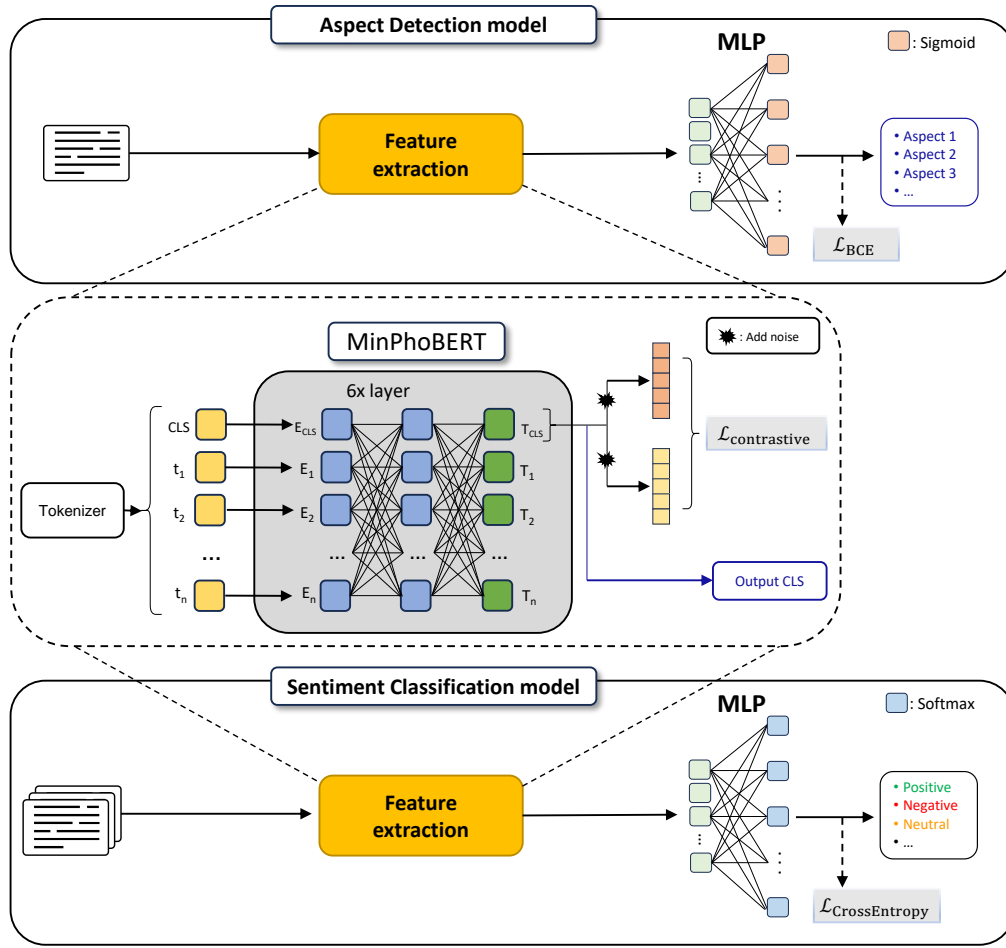 Aspect Detection model
MLP
: Sigmoid
Feature
extraction
• Aspect 1
• Aspect 2
• Aspect 3
• ...
ℒBCE
MinPhoBERT
: Add noise
6x layer
CLS
E_CLS
T_CLS
t₁
E₁
T₁
Tokenizer
t₂
E₂
T₂
...
...
...
...
tₙ
Eₙ
Tₙ
ℒcontrastive
Output CLS
Sentiment Classification model
MLP
: Softmax
Feature
extraction
• Positive
• Negative
• Neutral
• ...
ℒCrossEntropy